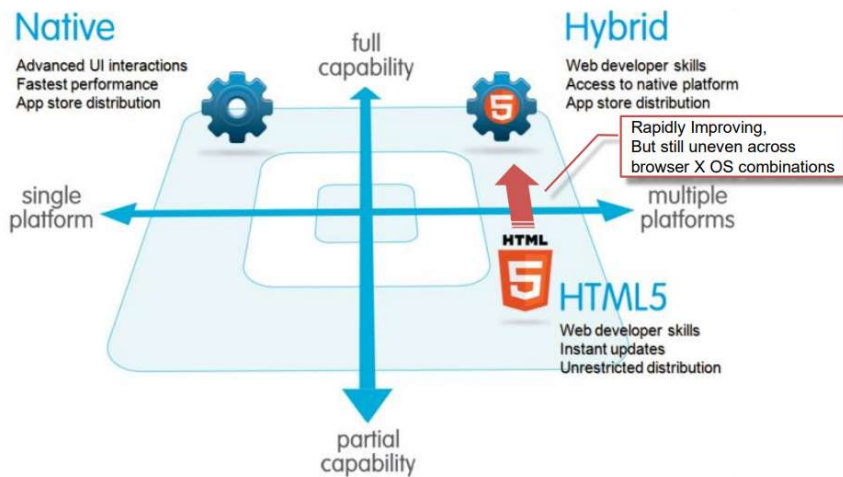 Native
Advanced UI interactions
Fastest performance
App store distribution
full
capability
Hybrid
Web developer skills
Access to native platform
App store distribution
5
Rapidly Improving,
But still uneven across
browser X OS combinations
single
platform
multiple
platforms
HTML
5
HTML5
Web developer skills
Instant updates
Unrestricted distribution
partial
capability